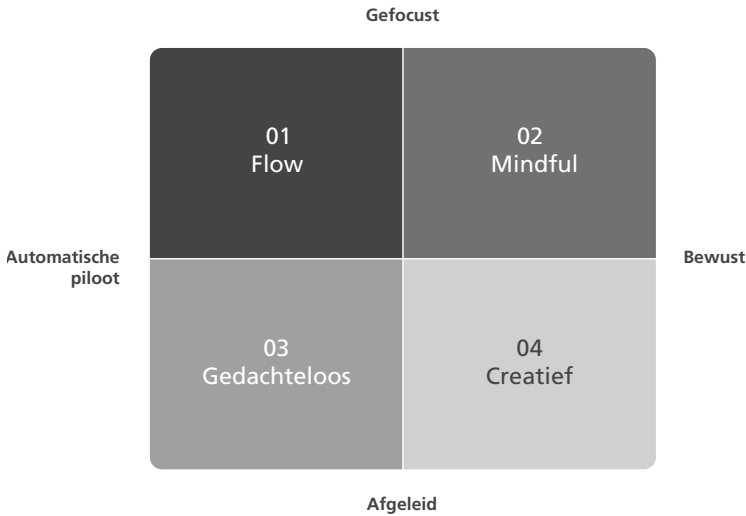 Gefocust
01
Flow
02
Mindful
Automatische
piloot
Bewust
03
Gedachteloos
04
Creatief
Afgeleid